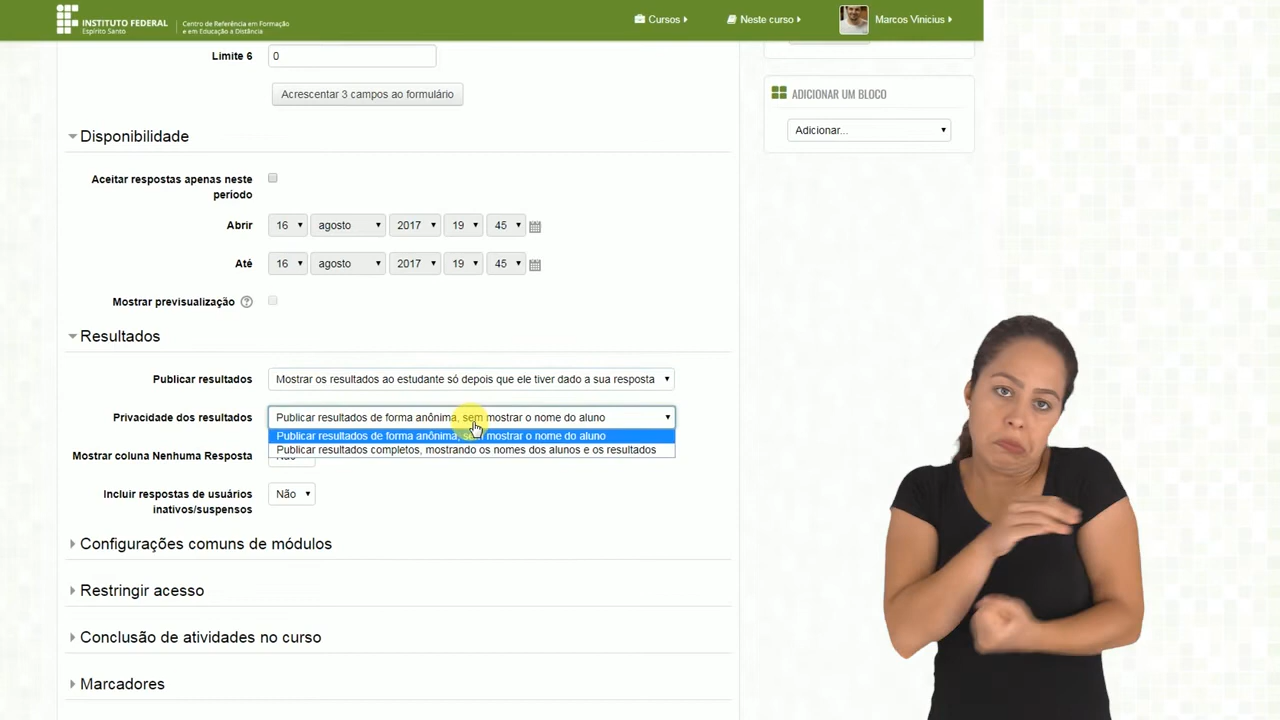 INSTITUTO FEDERAL
Espírito Santo
Centro de Referência em Formação
e em Educação a Distância
Cursos
Neste curso
Marcos Vinicius
Limite 6
0
Acrescentar 3 campos ao formulário
ADICIONAR UM BLOCO
Adicionar...
Disponibilidade
Aceitar respostas apenas neste
período
Abrir 16 agosto 2017 19 45
Até 16 agosto 2017 19 45
Mostrar previsualização
Resultados
Publicar resultados Mostrar os resultados ao estudante só depois que ele tiver dado a sua resposta
Privacidade dos resultados Publicar resultados de forma anônima, sem mostrar o nome do aluno
Publicar resultados de forma anônima, sem mostrar o nome do aluno
Publicar resultados completos, mostrando os nomes dos alunos e os resultados
Mostrar coluna Nenhuma Resposta Não
Incluir respostas de usuários
inativos/suspensos
Não
Configurações comuns de módulos
Restringir acesso
Conclusão de atividades no curso
Marcadores